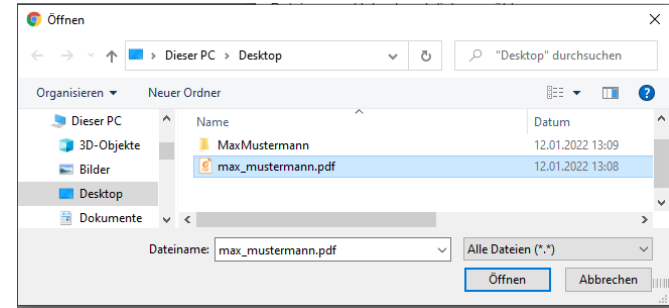 Öffnen
Dieser PC > Desktop
"Desktop" durchsuchen
Organisieren
Neuer Ordner
Dieser PC
3D-Objekte
Bilder
Desktop
Dokumente
Name
Datum
MaxMustermann
12.01.2022 13:09
max_mustermann.pdf
12.01.2022 13:08
Dateiname:
max_mustermann.pdf
Alle Dateien (*.*)
Öffnen
Abbrechen